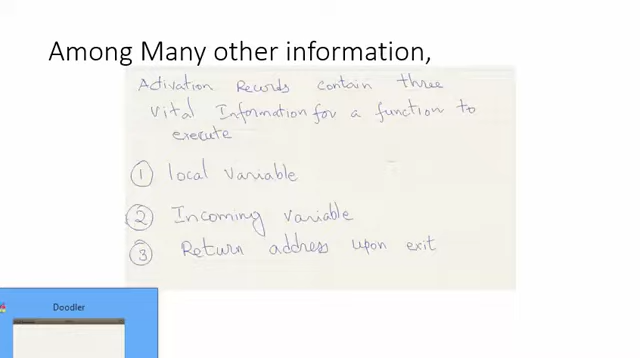 Among Many other information,
Activation Records contain three
Vital Information for a function to
execute
1 local variable
2 Incoming variable
3 Return address upon exit
Doodler